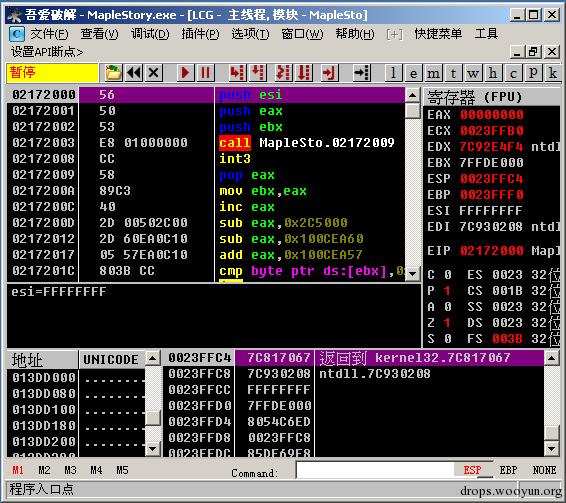 吾爱破解 - MapleStory.exe - [LCG - 主线程, 模块 - MapleSto]
文件(F) 查看(V) 调试(D) 插件(P) 选项(T) 窗口(W) 帮助(H) [+] 快捷菜单 工具
设置API断点>
暂停 l e m t w h c p k
02172000 56 push esi
02172001 50 push eax
02172002 53 push ebx
02172003 E8 01000000 call MapleSto.02172009
02172008 CC int3
02172009 58 pop eax
0217200A 89C3 mov ebx,eax
0217200C 40 inc eax
0217200D 2D 00502C00 sub eax,0x2C5000
02172012 2D 60EA0C10 sub eax,0x100CEA60
02172017 05 57EA0C10 add eax,0x100CEA57
0217201C 803B CC cmp byte ptr ds:[ebx],0
esi=FFFFFFFF
寄存器 (FPU)
EAX 00000000
ECX 0023FFB0
EDX 7C92E4F4 ntdl
EBX 7FFDE000
ESP 0023FFC4
EBP 0023FFF0
ESI FFFFFFFF
EDI 7C930208 ntdl
EIP 02172000 Mapl
C 0 ES 0023 32位
P 1 CS 001B 32位
A 0 SS 0023 32位
Z 1 DS 0023 32位
S 0 FS 003B 32位
地址 UNICODE
013DD000 ........
013DD080 ........
013DD100 ........
013DD180 ........
013DD200 ........
0023FFC4 7C817067 返回到 kernel32.7C817067
0023FFC8 7C930208 ntdll.7C930208
0023FFCC FFFFFFFF
0023FFD0 7FFDE000
0023FFD4 8054C6ED
0023FFD8 0023FFC8
0023FFDC 85DF69E8
M1 M2 M3 M4 M5 Command: ESP EBP NONE
程序入口点
drops.wooyun.org